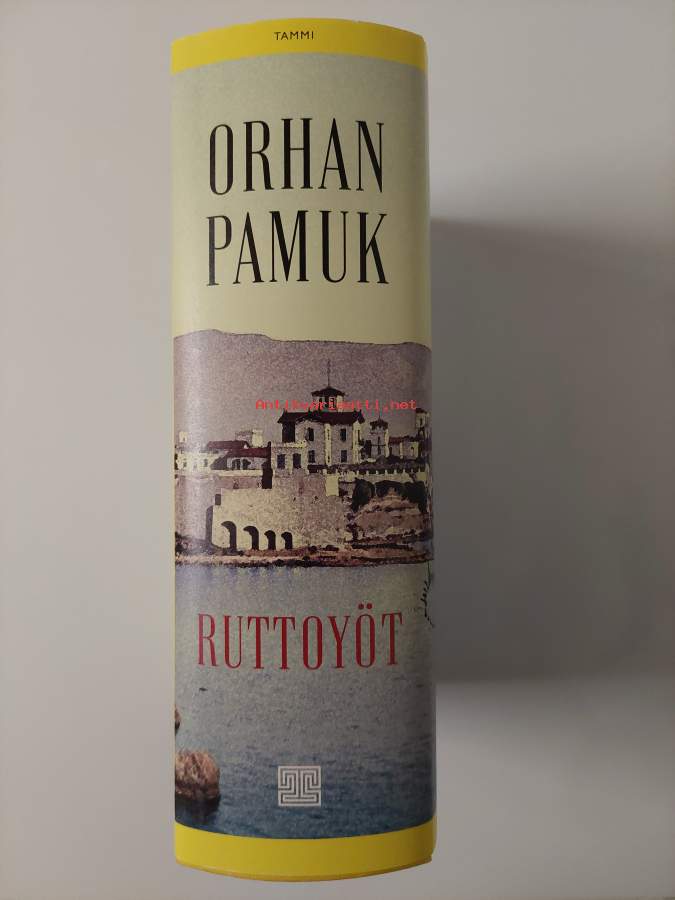 TAMMI
ORHAN
PAMUK
Antikvariaatti.net
RUTTOYÖT